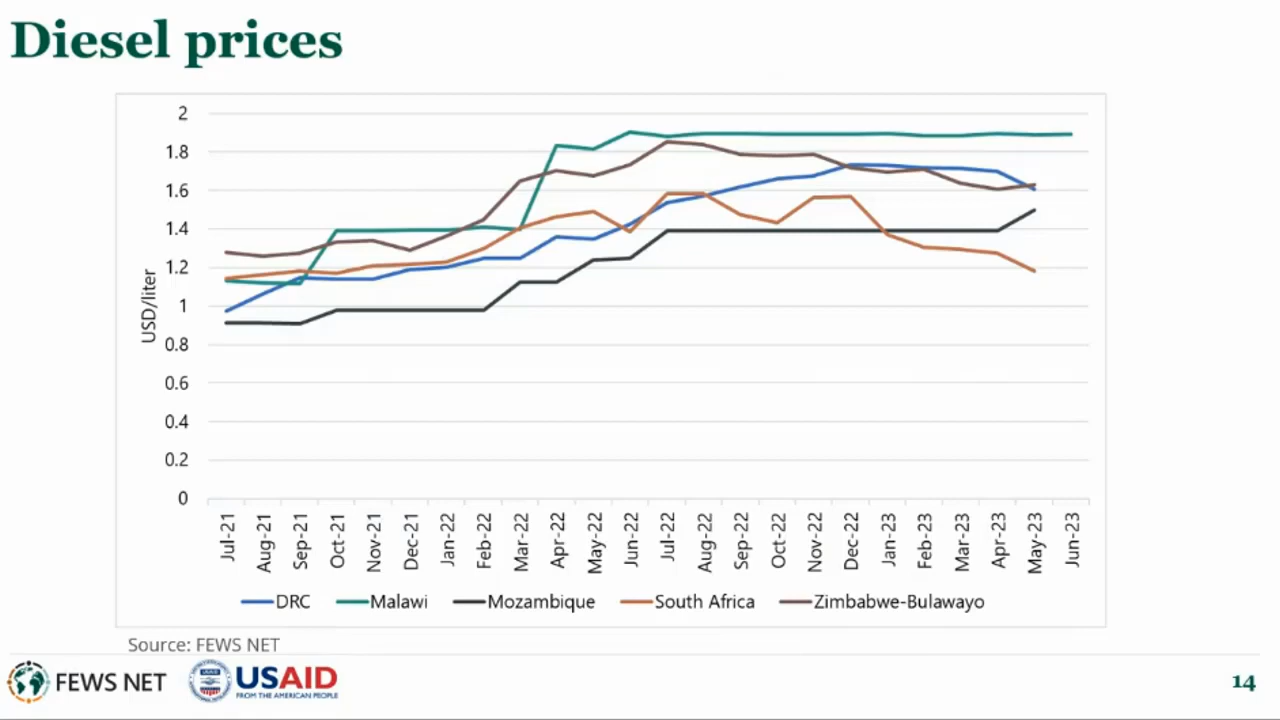 Diesel prices
2
1.8
1.6
1.4
1.2
1
0.8
0.6
0.4
0.2
0
USD/liter
Jul-21 Aug-21 Sep-21 Oct-21 Nov-21 Dec-21 Jan-22 Feb-22 Mar-22 Apr-22 May-22 Jun-22 Jul-22 Aug-22 Sep-22 Oct-22 Nov-22 Dec-22 Jan-23 Feb-23 Mar-23 Apr-23 May-23 Jun-23
DRC Malawi Mozambique South Africa Zimbabwe-Bulawayo
Source: FEWS NET
FEWS NET USAID
FROM THE AMERICAN PEOPLE
14